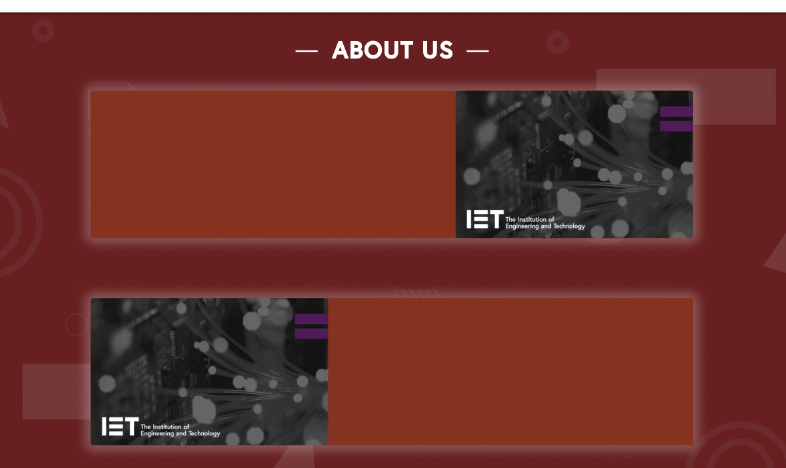 ABOUT US
IET The Institution of
Engineering and Technology
IET The Institution of
Engineering and Technology